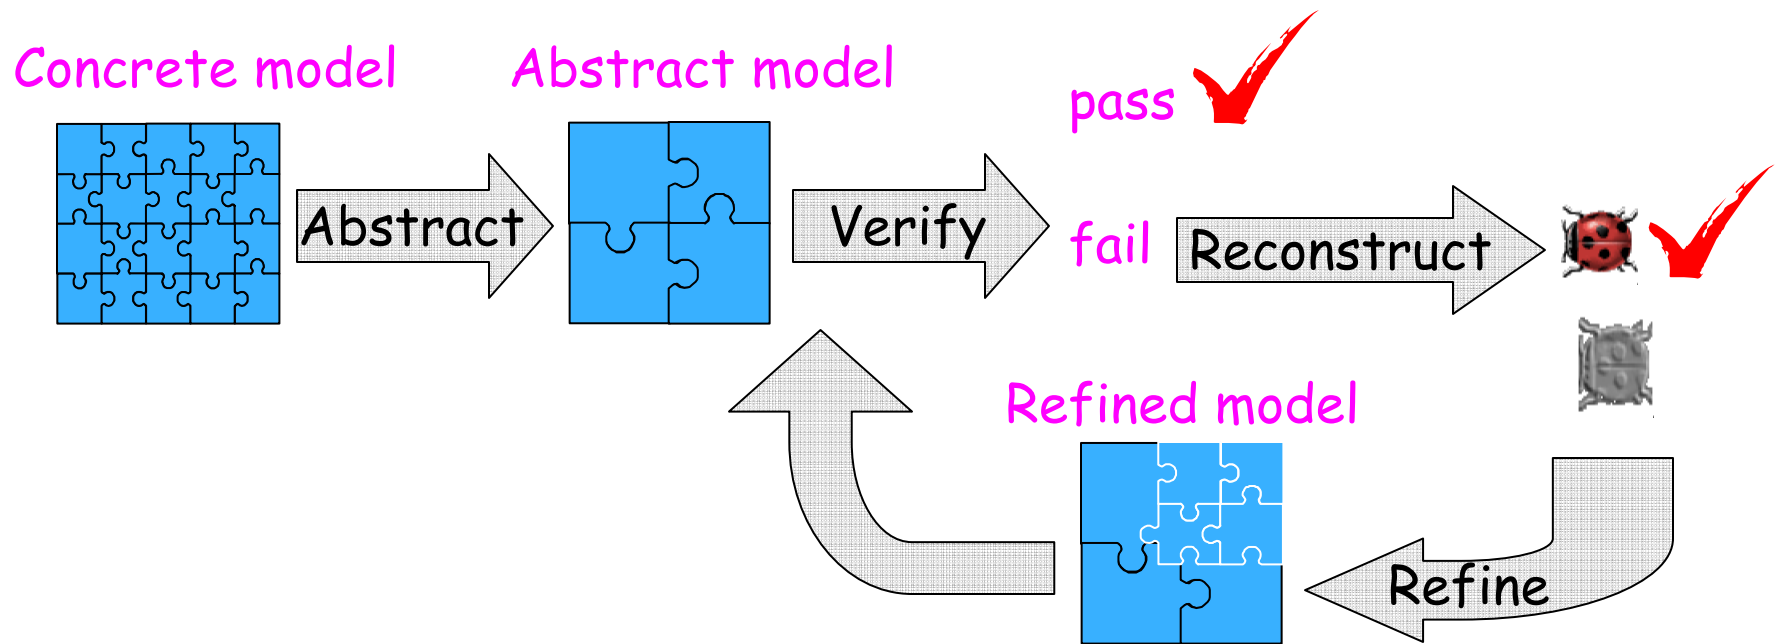 Concrete model
Abstract model
pass
Abstract
Verify
fail
Reconstruct
Refined model
Refine